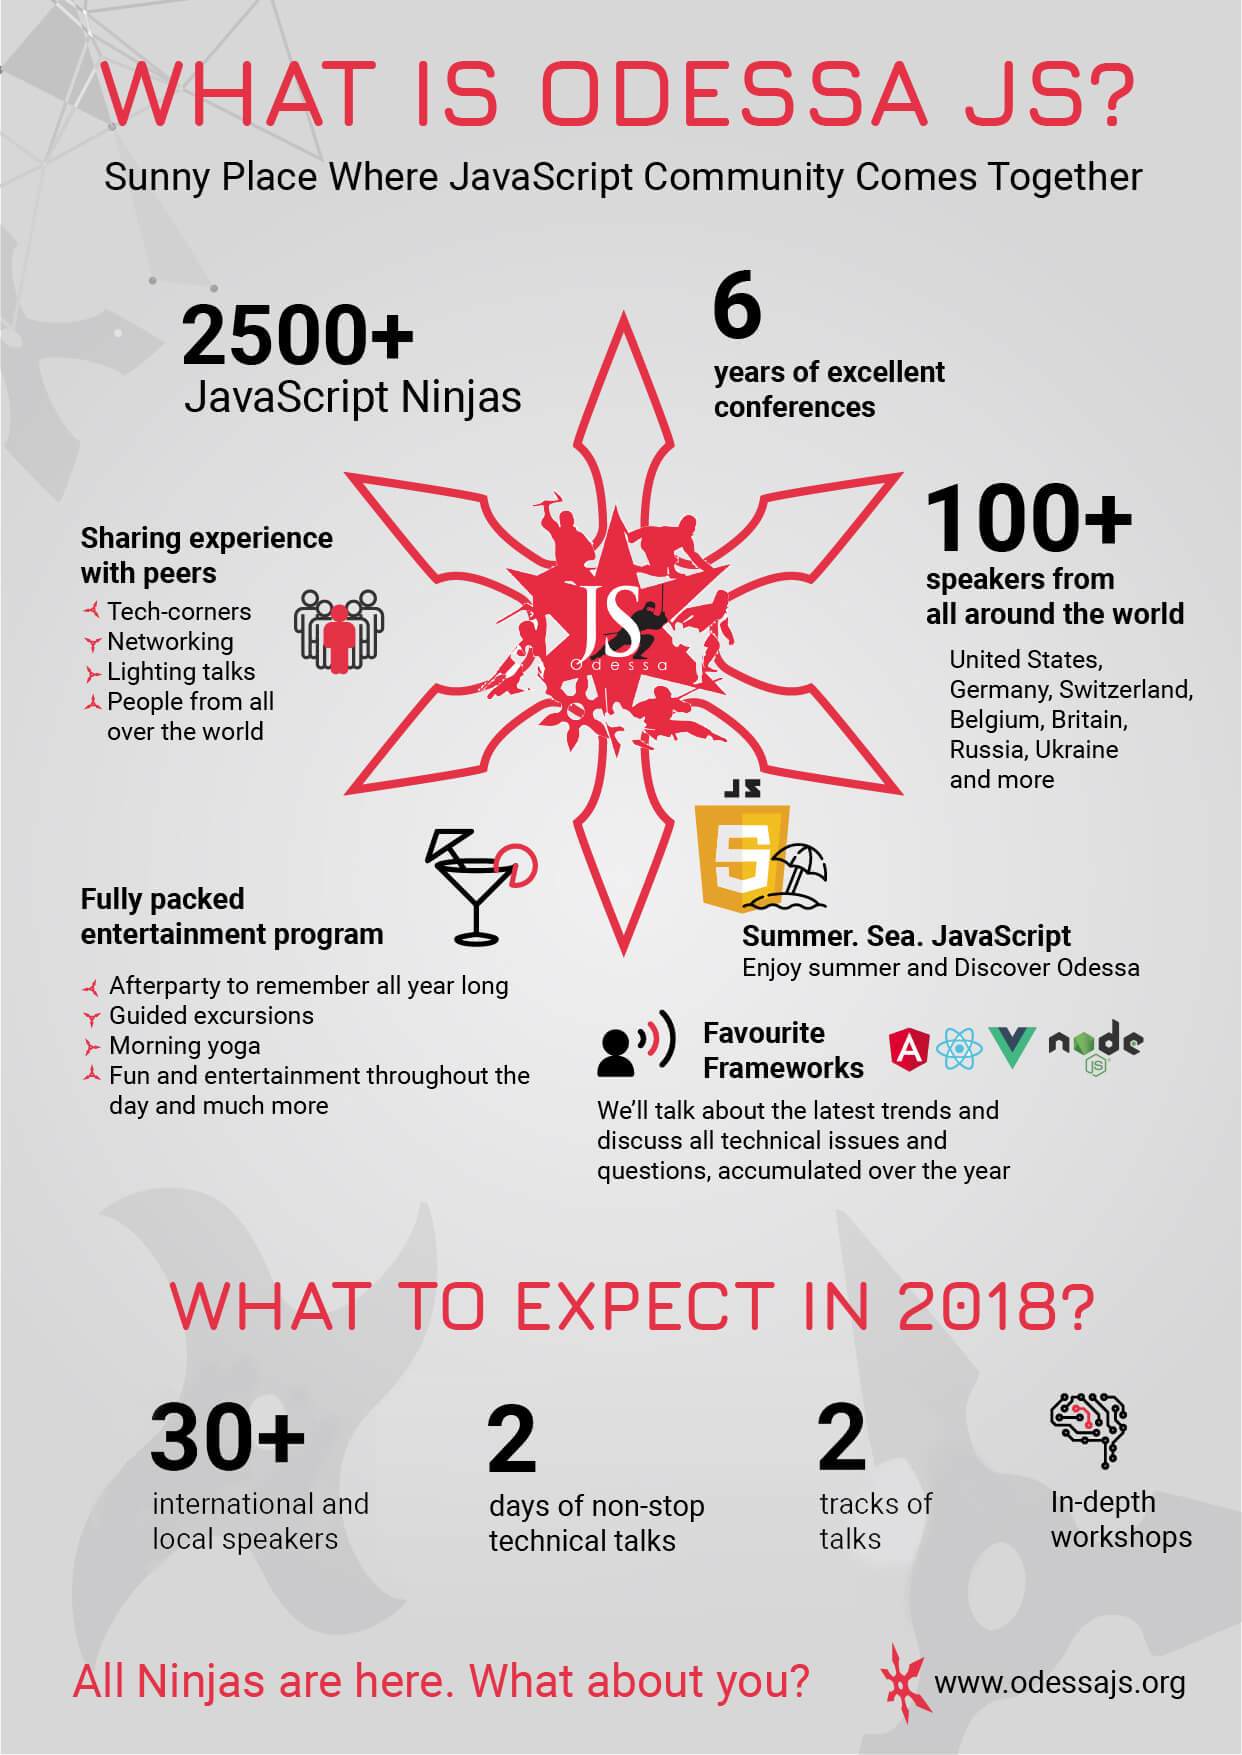 WHAT IS ODESSA JS?
Sunny Place Where JavaScript Community Comes Together
2500+
JavaScript Ninjas
6
years of excellent
conferences
100+
speakers from
all around the world
United States,
Germany, Switzerland,
Belgium, Britain,
Russia, Ukraine
and more
Sharing experience
with peers
Tech-corners
Networking
Lighting talks
People from all
over the world
JS
Odessa
JS
5
Fully packed
entertainment program
Afterparty to remember all year long
Guided excursions
Morning yoga
Fun and entertainment throughout the
day and much more
Summer. Sea. JavaScript
Enjoy summer and Discover Odessa
Favourite
Frameworks
A
node
JS
We'll talk about the latest trends and
discuss all technical issues and
questions, accumulated over the year
WHAT TO EXPECT IN 2018?
30+
international and
local speakers
2
days of non-stop
technical talks
2
tracks of
talks
In-depth
workshops
All Ninjas are here. What about you?
www.odessajs.org